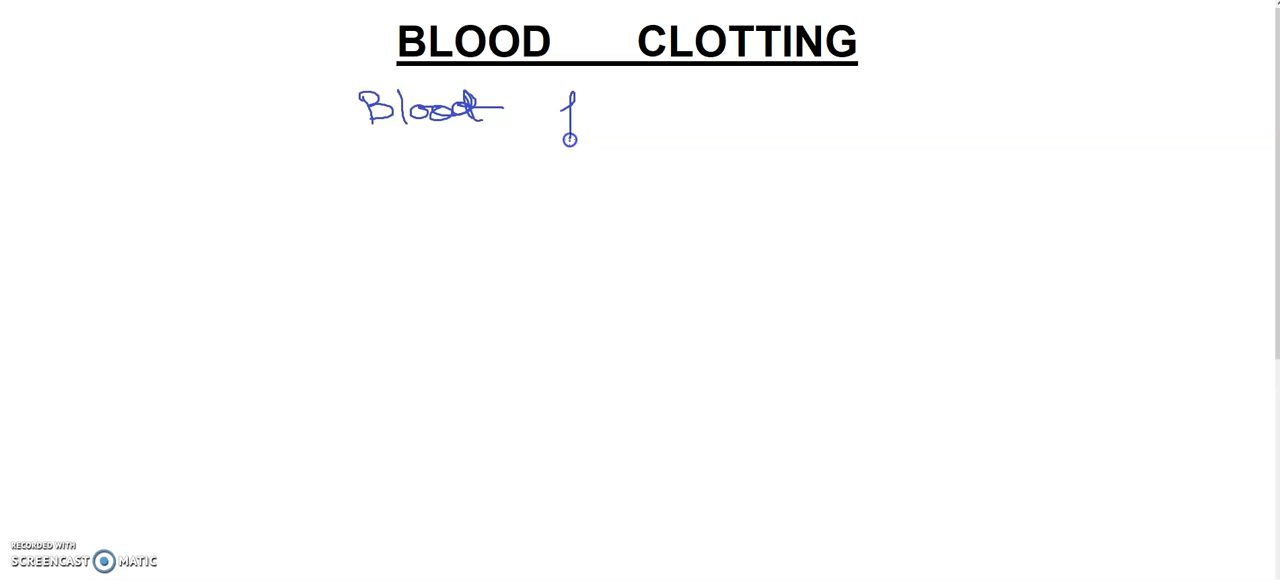 BLOOD CLOTTING
Blood f
RECORDED WITH
SCREENCAST MATIC